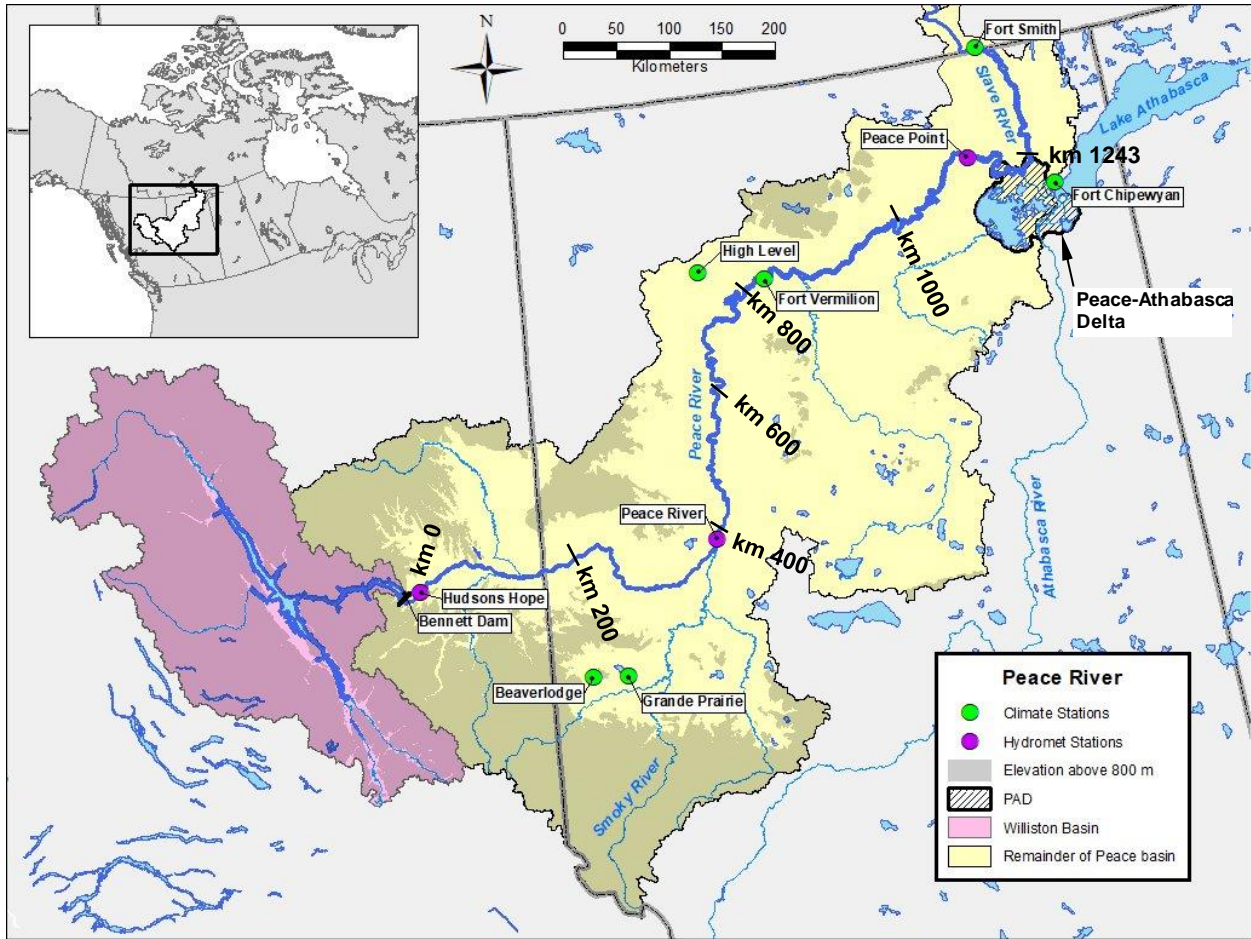 N
0 50 100 150 200
Kilometers
Fort Smith
Slave River
Lake Athabasca
Peace Point
km 1243
Fort Chipewyan
High Level
Fort Vermilion
km 1000
Peace-Athabasca
Delta
km 800
Peace River
km 600
Athabasca River
Peace River
km 400
km 0
Hudsons Hope
Bennett Dam
km 200
Beaverlodge
Grande Prairie
Smoky River
Peace River
Climate Stations
Hydromet Stations
Elevation above 800 m
PAD
Williston Basin
Remainder of Peace basin